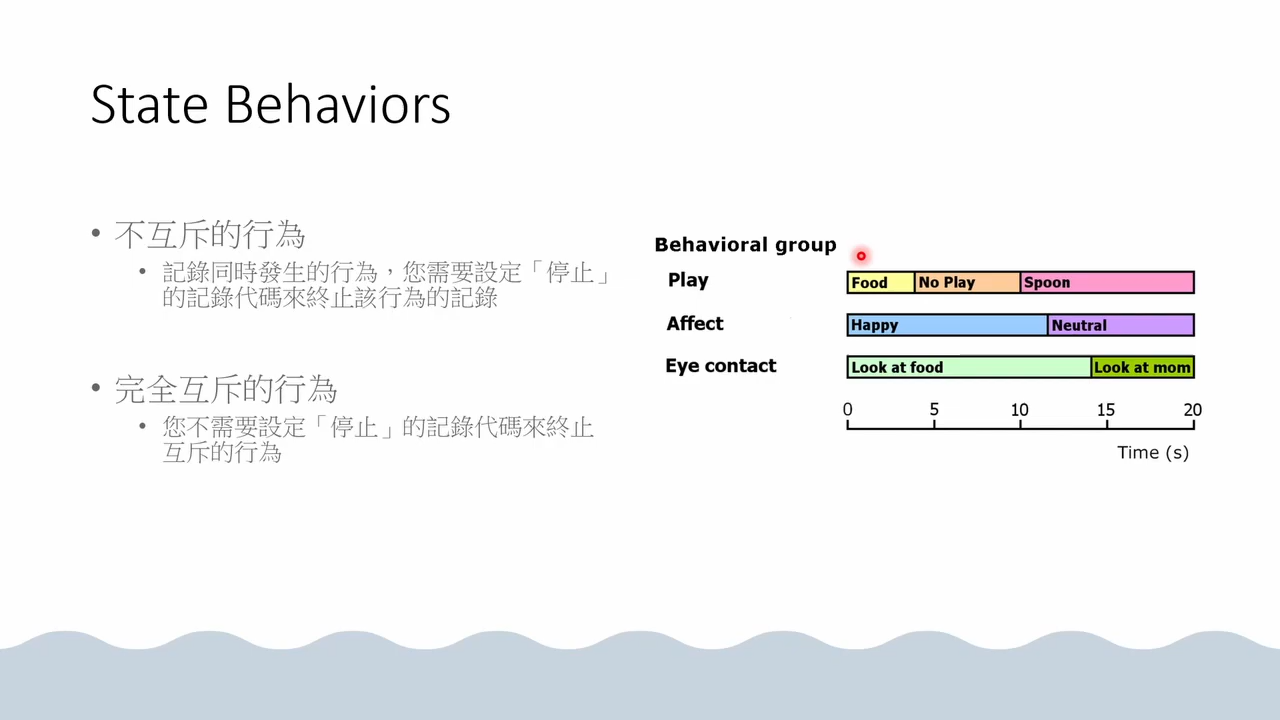 State Behaviors
• 不互斥的行為
• 記錄同時發生的行為，您需要設定「停止」
的記錄代碼來終止該行為的記錄
• 完全互斥的行為
• 您不需要設定「停止」的記錄代碼來終止
互斥的行為
Behavioral group
Play
Food No Play Spoon
Affect
Happy Neutral
Eye contact
Look at food Look at mom
0 5 10 15 20
Time (s)